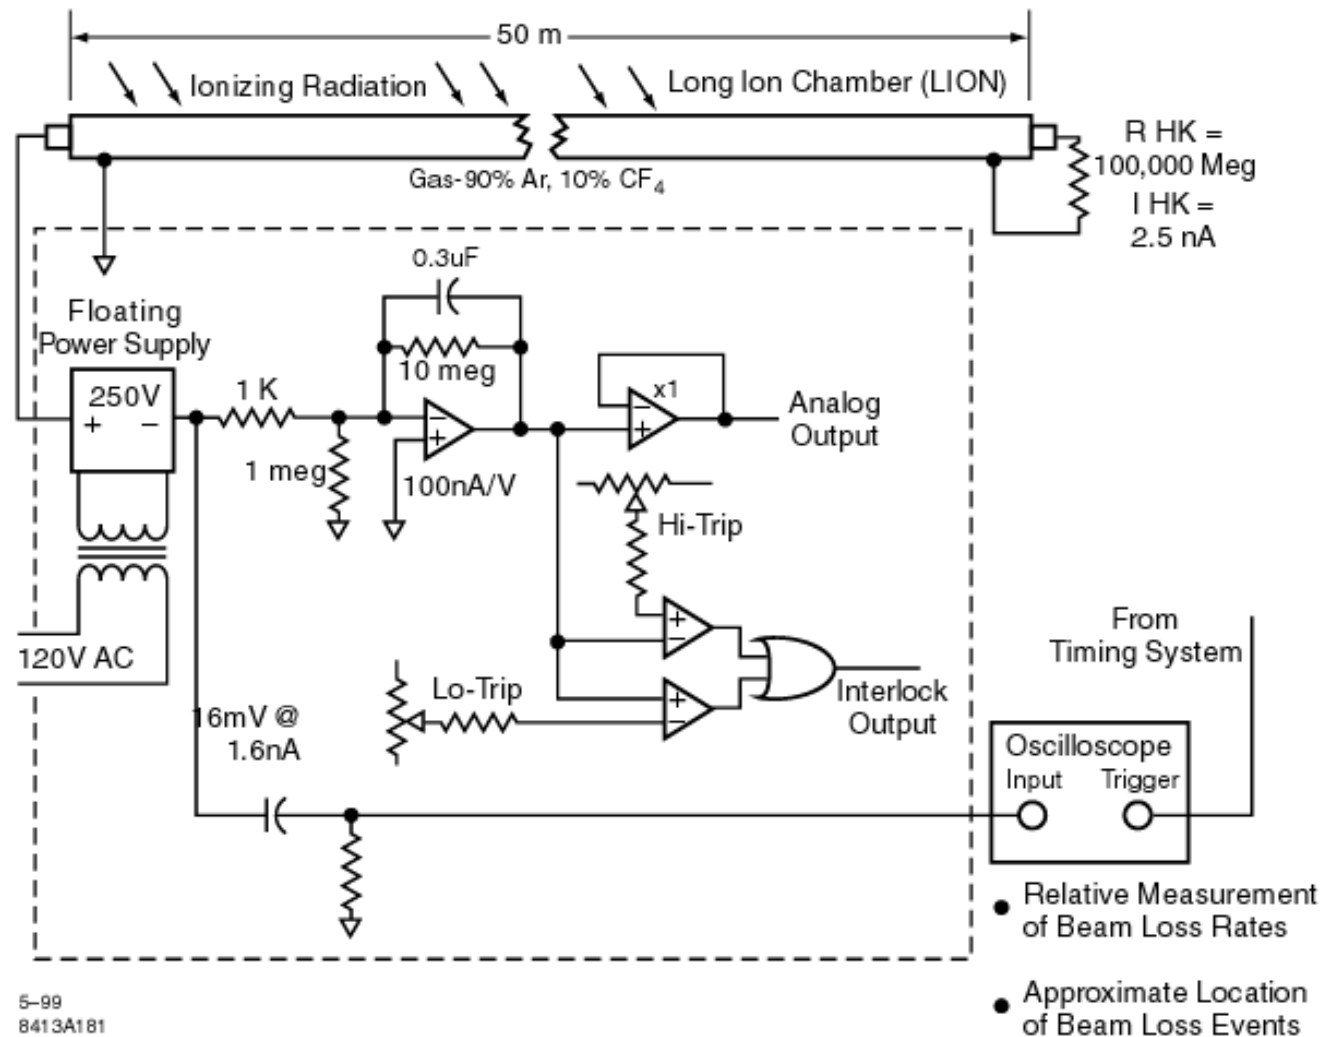 50 m
Ionizing Radiation
Long Ion Chamber (LION)
R HK =
100,000 Meg
I HK =
2.5 nA
Gas-90% Ar, 10% CF4
0.3uF
Floating
Power Supply
10 meg
250V
+ −
1 K
1 meg
−
+
100nA/V
x1
−
+
Analog
Output
Hi-Trip
120V AC
+
−
Lo-Trip
+
−
Interlock
Output
16mV @
1.6nA
From
Timing System
Oscilloscope
Input Trigger
● Relative Measurement
of Beam Loss Rates
● Approximate Location
of Beam Loss Events
5–99
8413A181